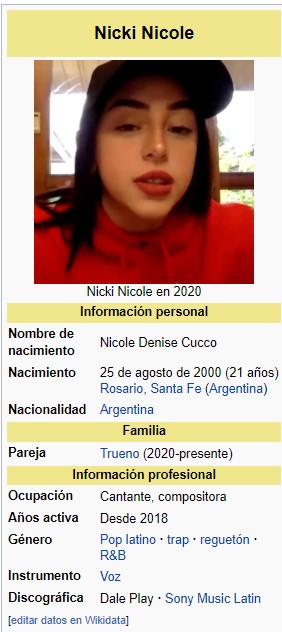 Nicki Nicole
Nicki Nicole en 2020
Información personal
Nombre de
nacimiento
Nicole Denise Cucco
Nacimiento
25 de agosto de 2000 (21 años)
Rosario, Santa Fe (Argentina)
Nacionalidad
Argentina
Familia
Pareja
Trueno (2020-presente)
Información profesional
Ocupación
Cantante, compositora
Años activa
Desde 2018
Género
Pop latino · trap · reguetón ·
R&B
Instrumento
Voz
Discográfica
Dale Play · Sony Music Latin
[editar datos en Wikidata]